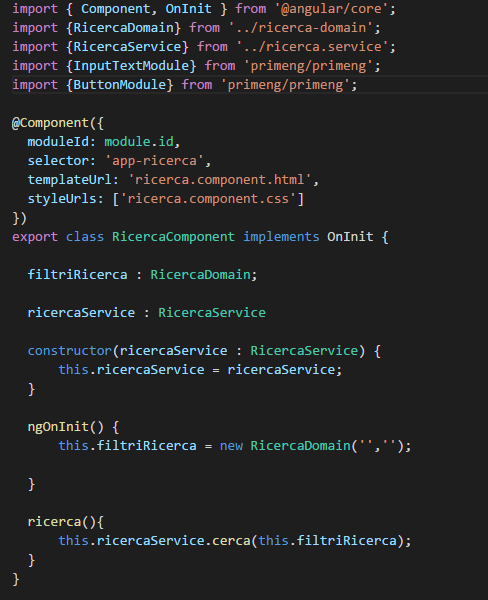 import { Component, OnInit } from '@angular/core';
import {RicercaDomain} from '../ricerca-domain';
import {RicercaService} from '../ricerca.service';
import {InputTextModule} from 'primeng/primeng';
import {ButtonModule} from 'primeng/primeng';
@Component({
moduleId: module.id,
selector: 'app-ricerca',
templateUrl: 'ricerca.component.html',
styleUrls: ['ricerca.component.css']
})
export class RicercaComponent implements OnInit {
filtriRicerca : RicercaDomain;
ricercaService : RicercaService
constructor(ricercaService : RicercaService) {
this.ricercaService = ricercaService;
}
ngOnInit() {
this.filtriRicerca = new RicercaDomain('','');
}
ricerca(){
this.ricercaService.cerca(this.filtriRicerca);
}
}